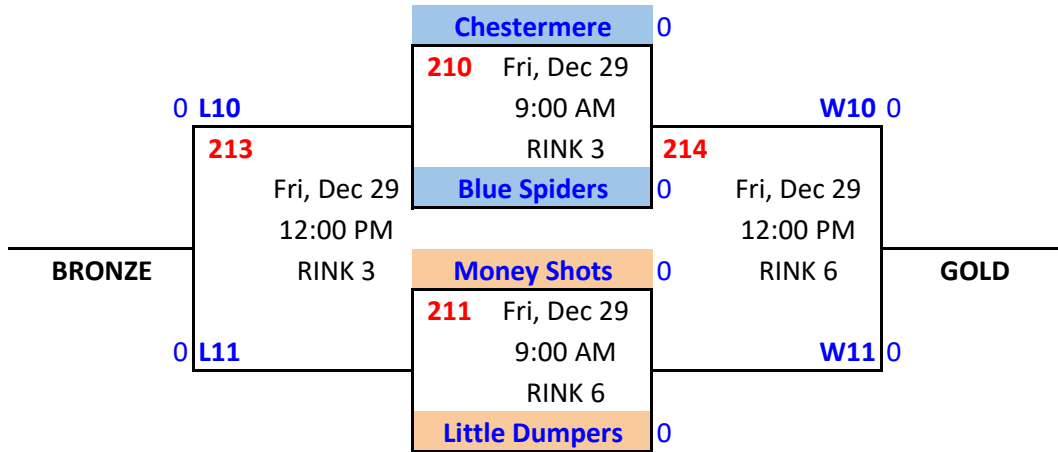 Chestermere 0
210 Fri, Dec 29
0 L10 9:00 AM W10 0
213 RINK 3 214
Fri, Dec 29 Blue Spiders 0 Fri, Dec 29
12:00 PM 12:00 PM
BRONZE RINK 3 Money Shots 0 RINK 6 GOLD
211 Fri, Dec 29
0 L11 9:00 AM W11 0
RINK 6
Little Dumpers 0